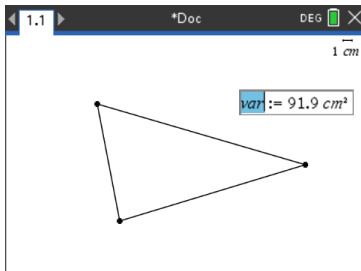 1.1 *Doc DEG
1 cm
var := 91.9 cm²